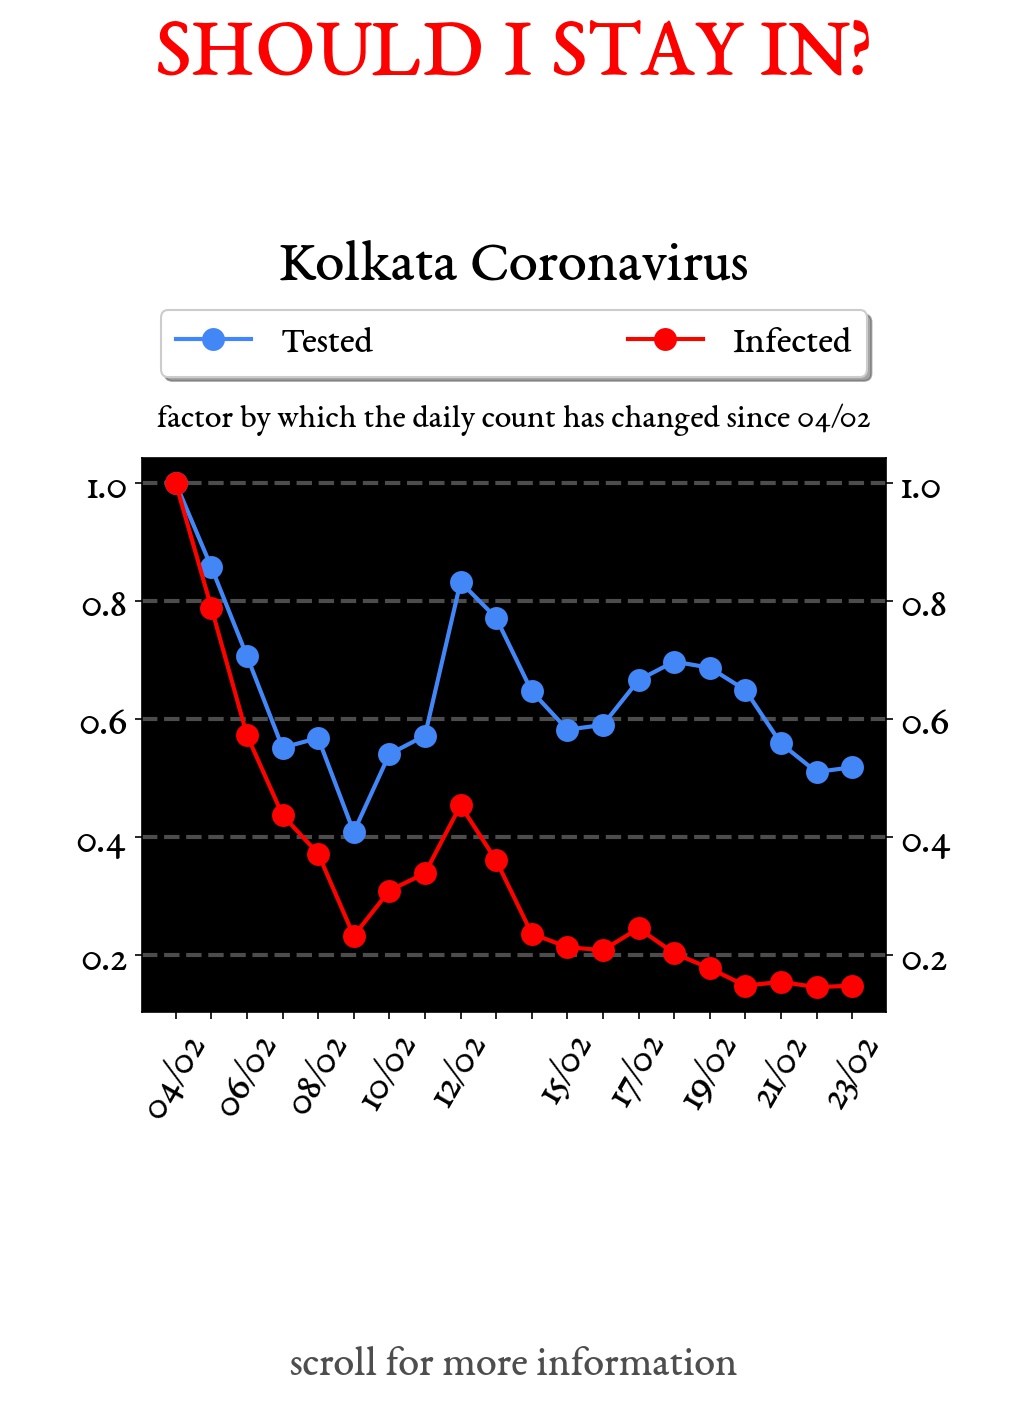 SHOULD I STAY IN?
Kolkata Coronavirus
Tested Infected
factor by which the daily count has changed since 04/02
1.0 1.0
0.8 0.8
0.6 0.6
0.4 0.4
0.2 0.2
04/02 06/02 08/02 10/02 12/02 15/02 17/02 19/02 21/02 23/02
scroll for more information